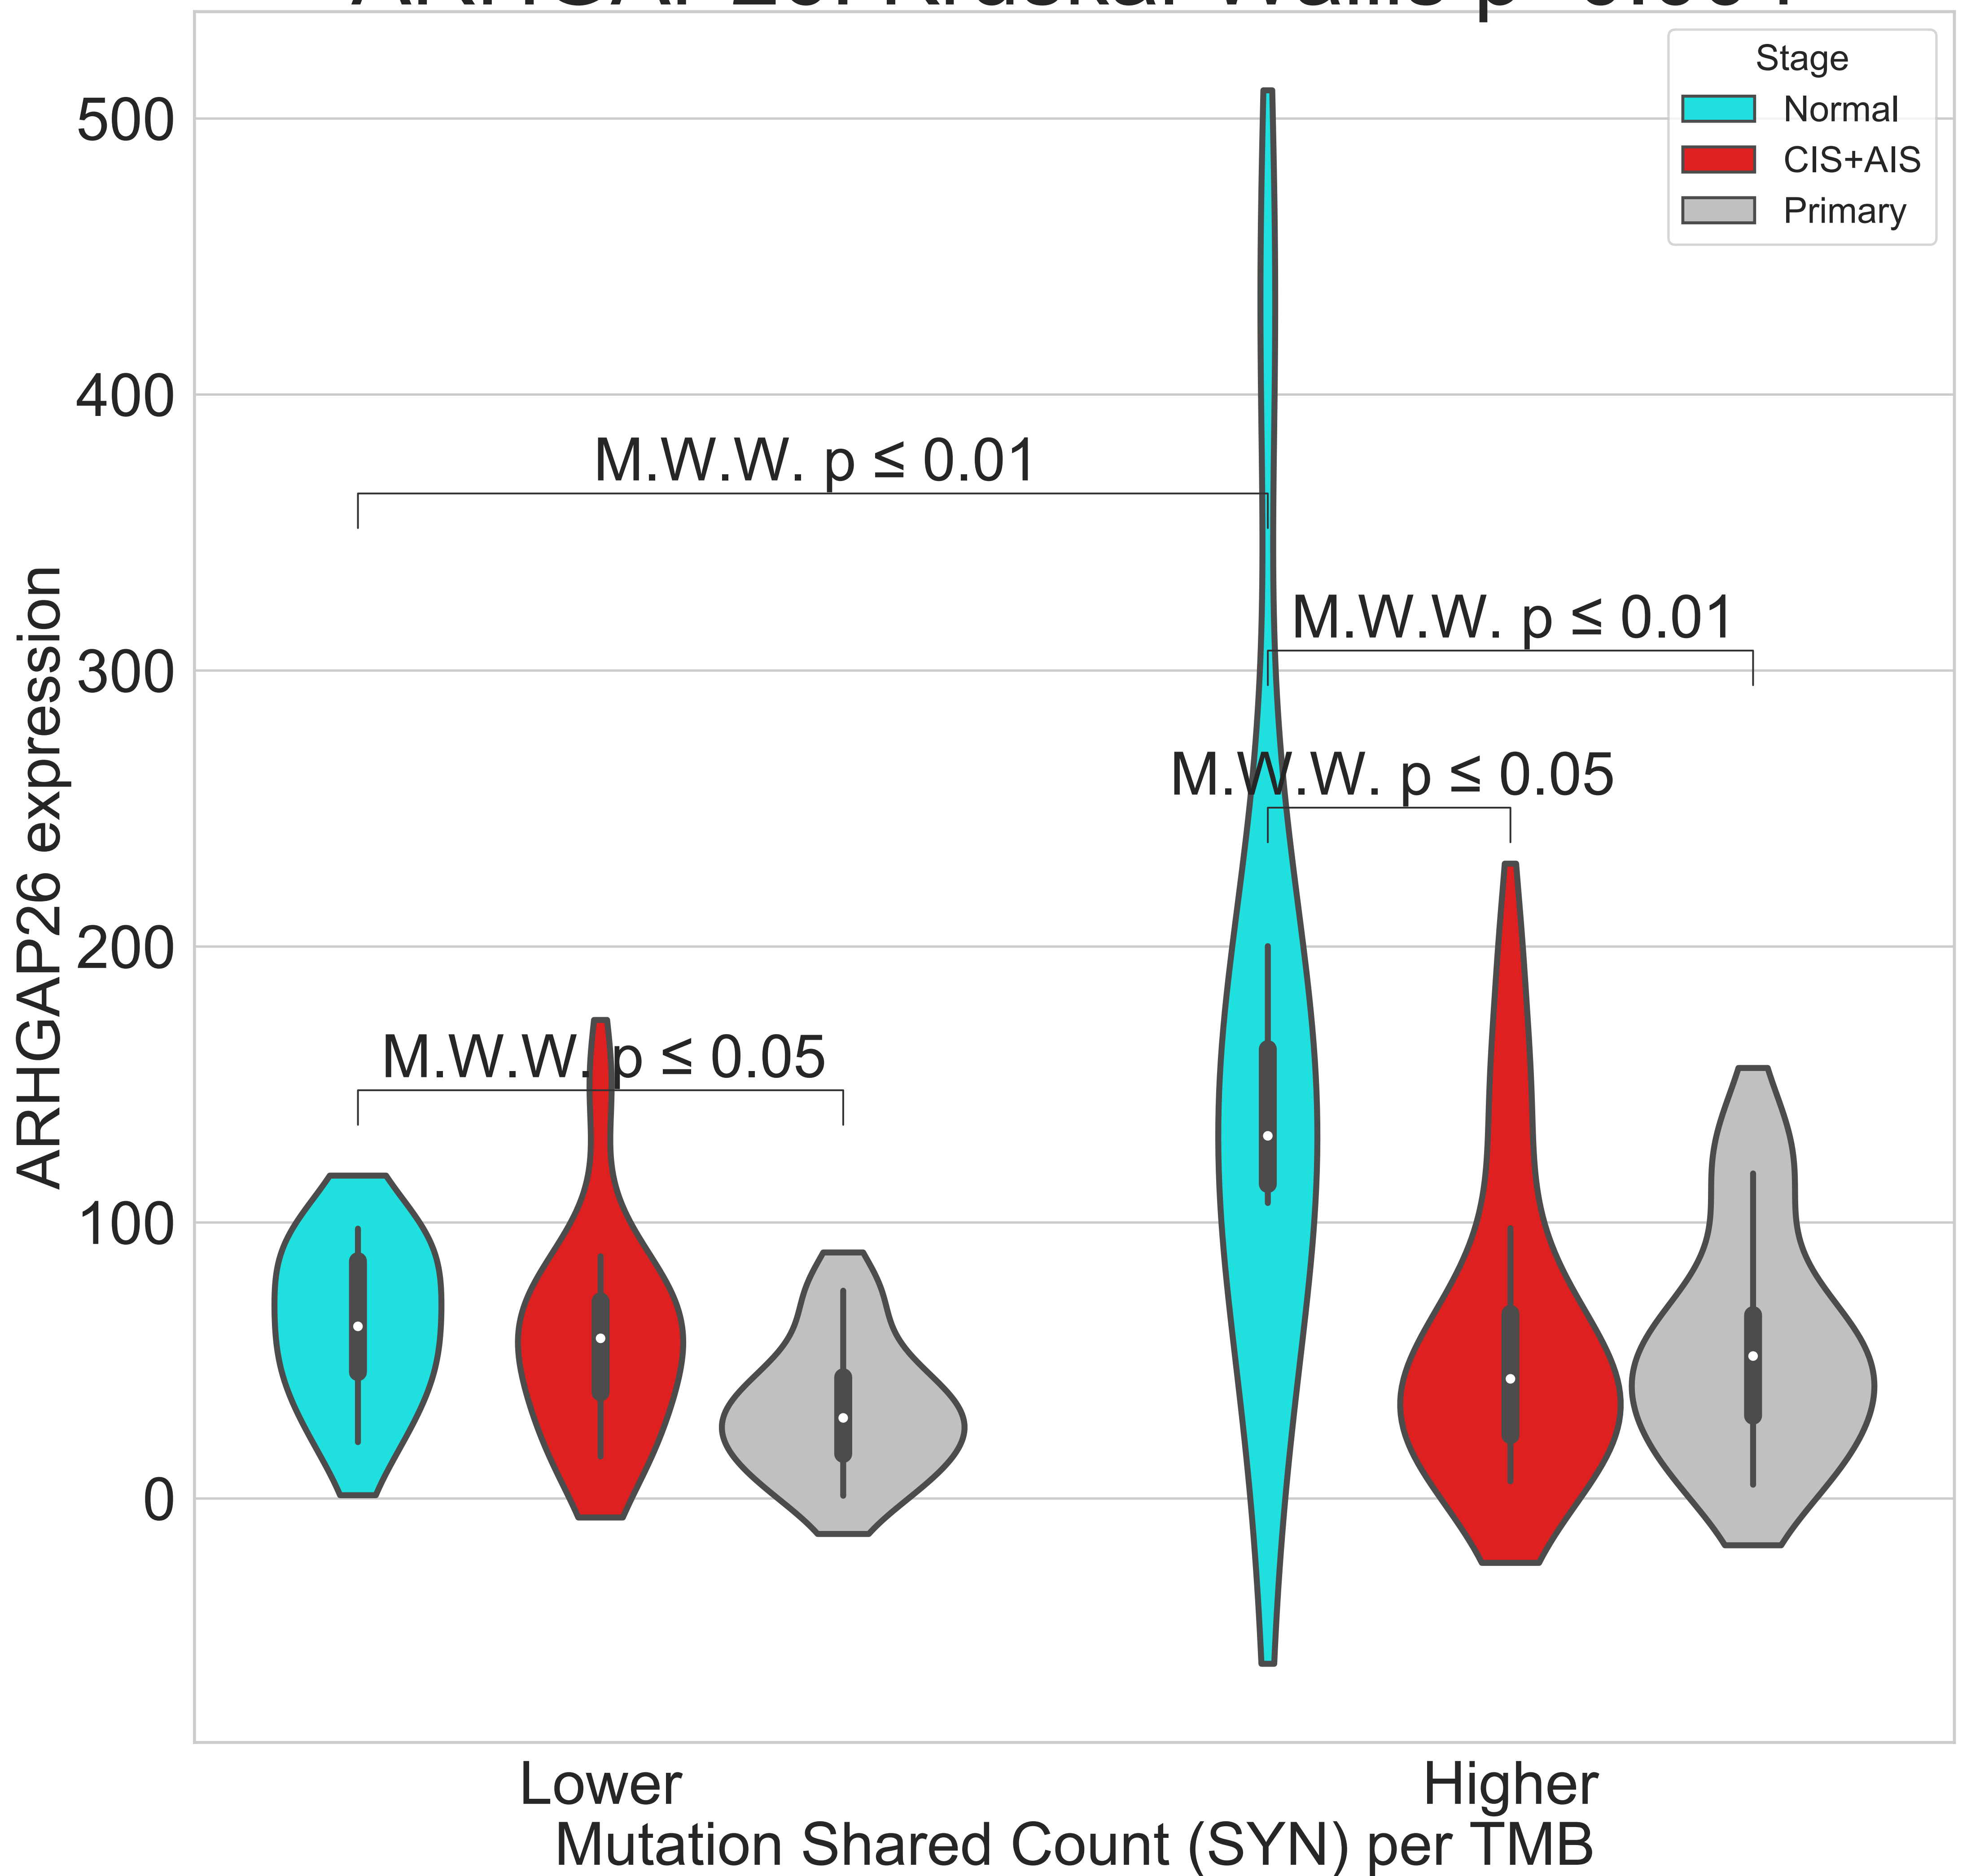 Stage
Normal
CIS+AIS
Primary
500
400
300
200
100
0
ARHGAP26 expression
M.W.W. p ≤ 0.01
M.W.W. p ≤ 0.01
M.W.W. p ≤ 0.05
M.W.W. p ≤ 0.05
Lower
Higher
Mutation Shared Count (SYN) per TMB